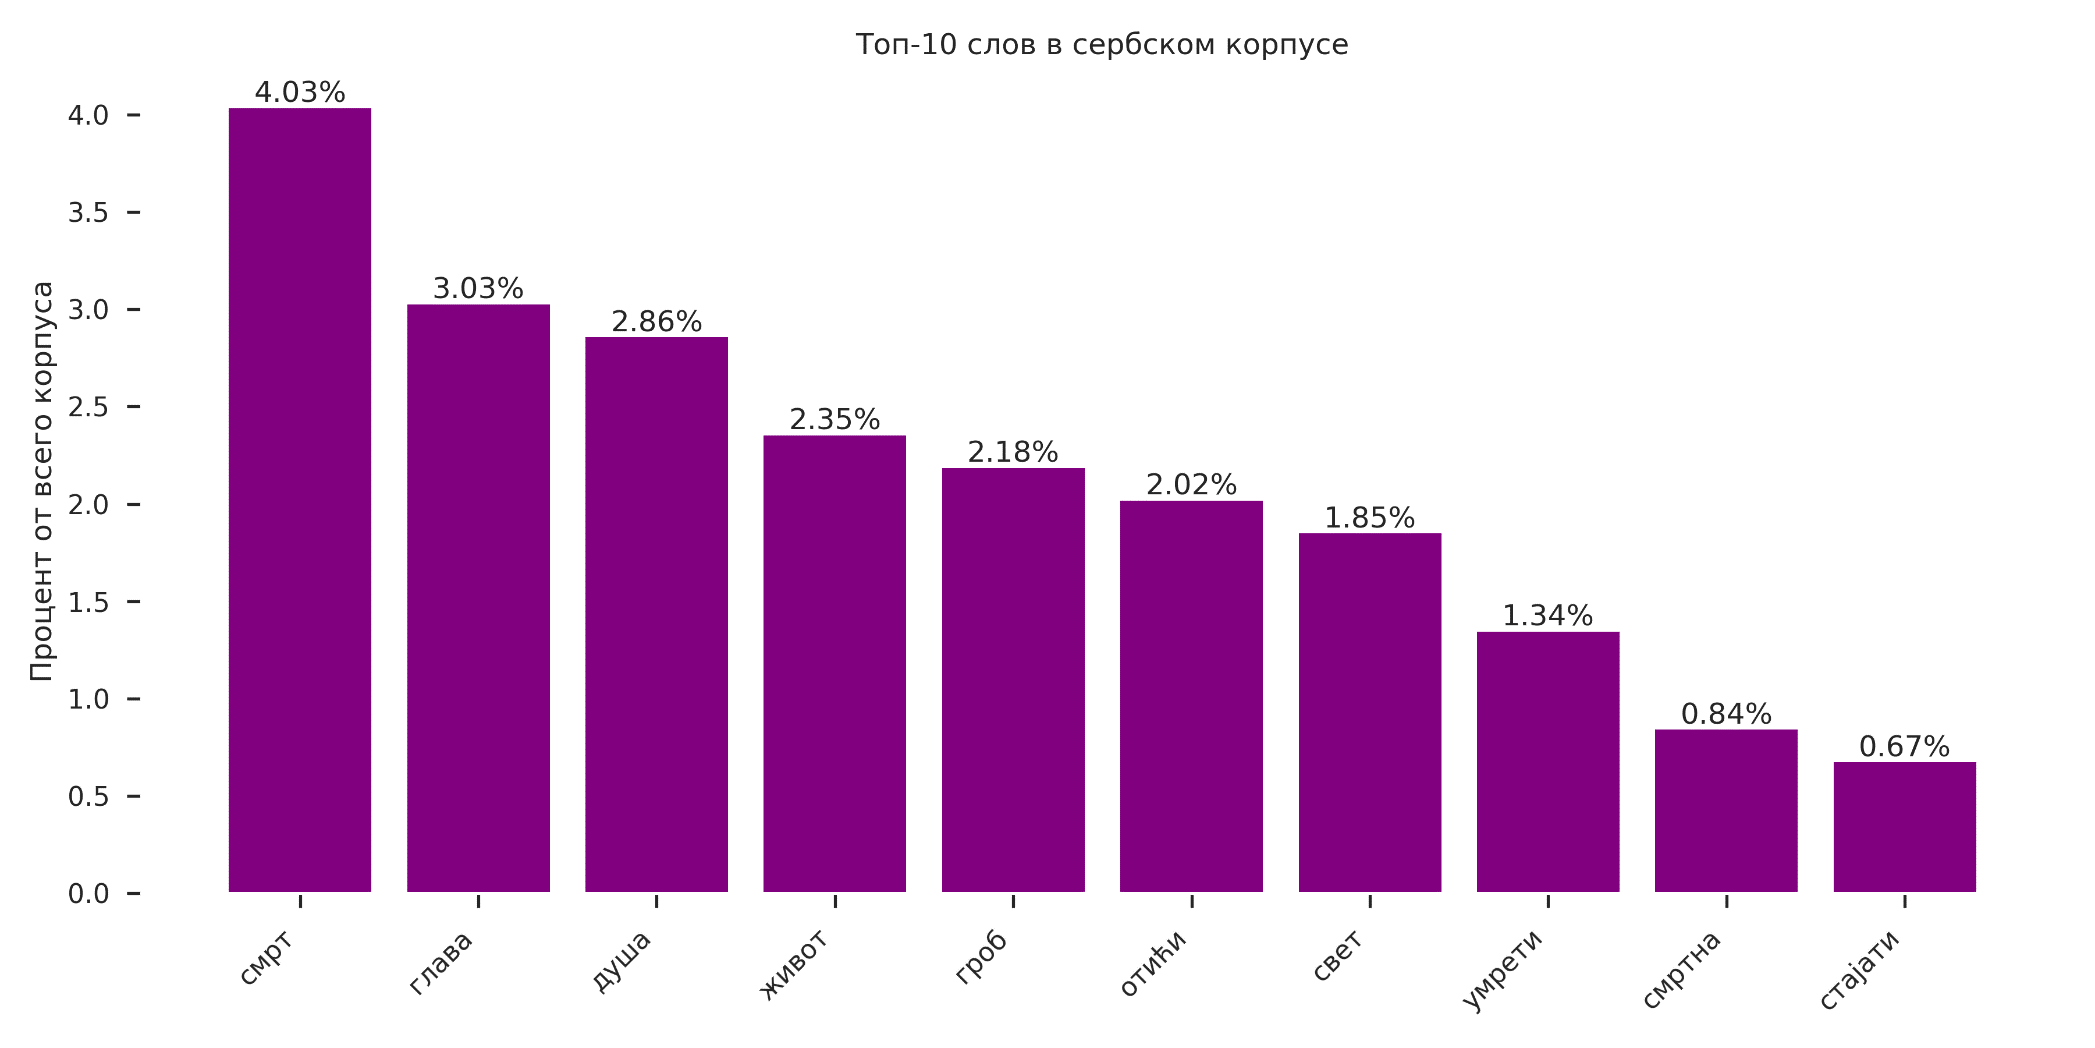 Топ-10 слов в сербском корпусе
Процент от всего корпуса
4.0
3.5
3.0
2.5
2.0
1.5
1.0
0.5
0.0
4.03%
3.03%
2.86%
2.35%
2.18%
2.02%
1.85%
1.34%
0.84%
0.67%
смрт
глава
душа
живот
гроб
отићи
свет
умрети
смртна
стајати